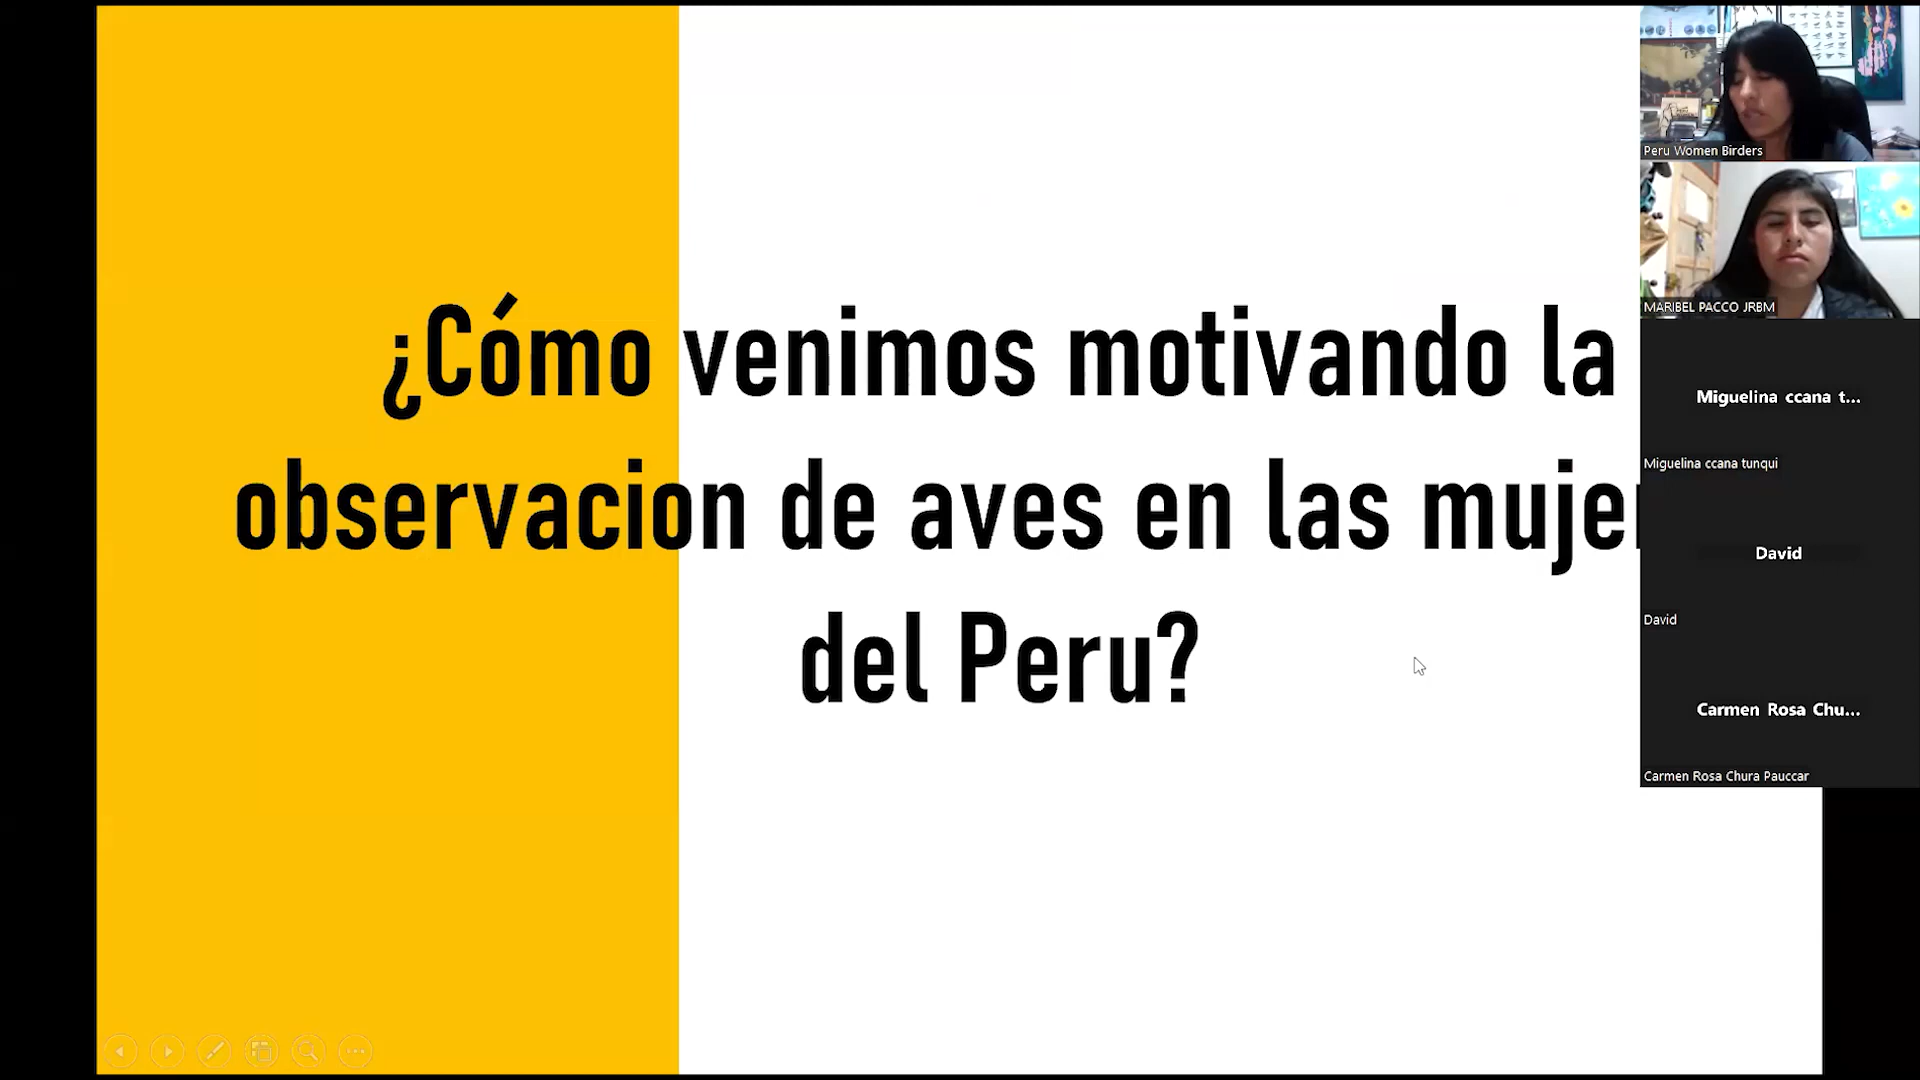 ¿Cómo venimos motivando la
observacion de aves en las mujer
del Peru?
Peru Women Birders
MARIBEL PACCO JRBM
Miguelina ccana t...
Miguelina ccana tunqui
David
David
Carmen Rosa Chu...
Carmen Rosa Chura Pauccar